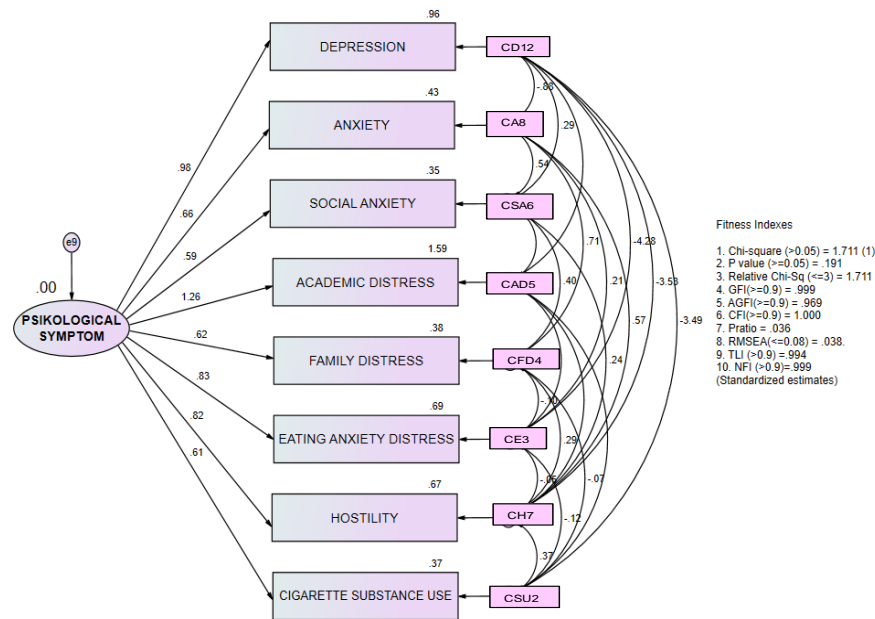 .96
DEPRESSION
CD12
-.88
.43
ANXIETY
CA8
.29
.98
.54
.35
.66
SOCIAL ANXIETY
CSA6
.59
e9
-4.28
.71
1.59
.40
.21
-3.53
.00
1.26
ACADEMIC DISTRESS
CAD5
PSIKOLOGICAL
SYMPTOM
.62
.38
.57
-3.49
FAMILY DISTRESS
CFD4
.24
.83
-.10
.69
.82
EATING ANXIETY DISTRESS
CE3
.29
.61
-.06
-.07
.67
HOSTILITY
CH7
-.12
.37
.37
CIGARETTE SUBSTANCE USE
CSU2
Fitness Indexes
1. Chi-square (>0.05) = 1.711 (1)
2. P value (>=0.05) = .191
3. Relative Chi-Sq (<=3) = 1.711
4. GFI(>=0.9) = .999
5. AGFI(>=0.9) = .969
6. CFI(>=0.9) = 1.000
7. Pratio = .036
8. RMSEA(<=0.08) = .038.
9. TLI (>0.9) =.994
10. NFI (>0.9)=.999
(Standardized estimates)